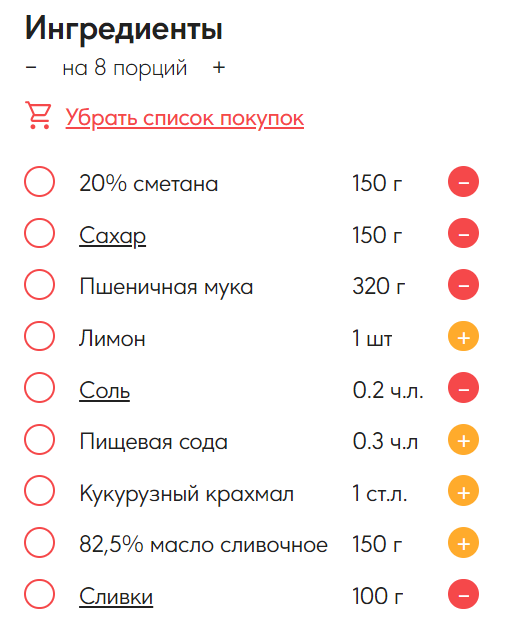 Ингредиенты
− на 8 порций +
Убрать список покупок
20% сметана 150 г −
Сахар 150 г −
Пшеничная мука 320 г −
Лимон 1 шт +
Соль 0.2 ч.л. −
Пищевая сода 0.3 ч.л +
Кукурузный крахмал 1 ст.л. +
82,5% масло сливочное 150 г +
Сливки 100 г −